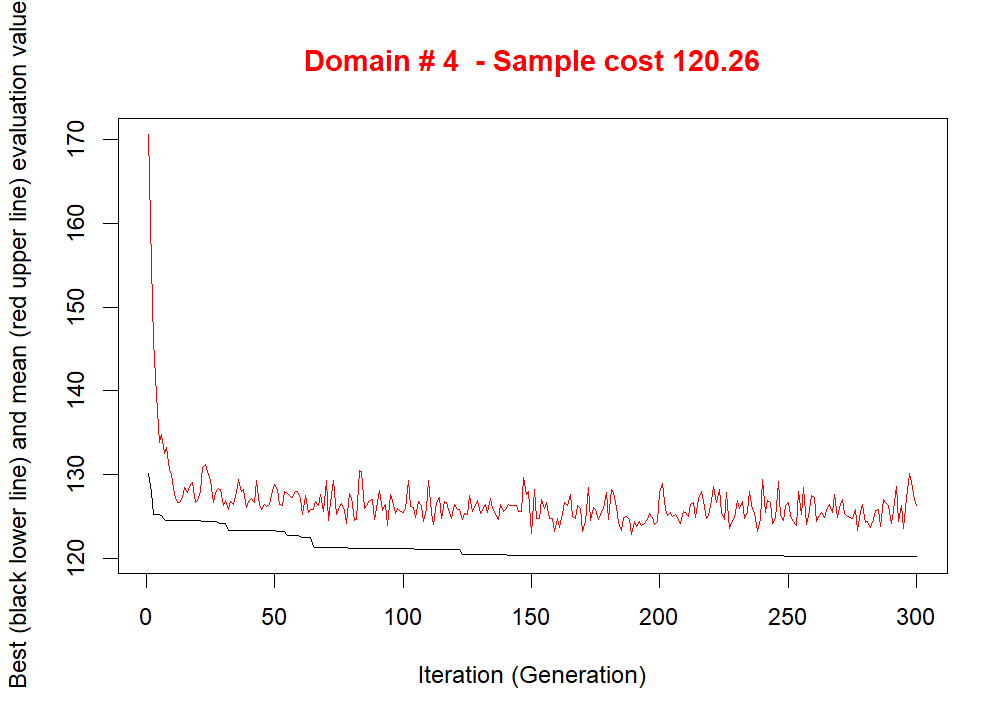 Domain # 4  - Sample cost 120.26
Best (black lower line) and mean (red upper line) evaluation value
170
160
150
140
130
120
0 50 100 150 200 250 300
Iteration (Generation)